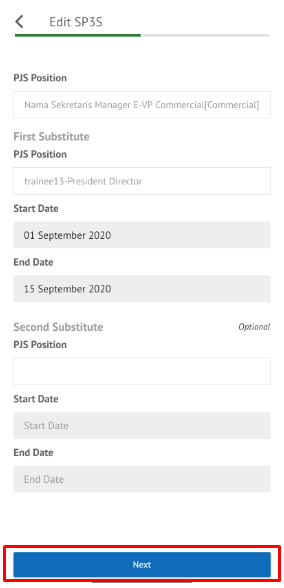 Edit SP3S
PJS Position
Nama Sekretaris Manager E-VP Commercial[Commercial]
First Substitute
PJS Position
trainee13-President Director
Start Date
01 September 2020
End Date
15 September 2020
Second Substitute Optional
PJS Position
Start Date
Start Date
End Date
End Date
Next